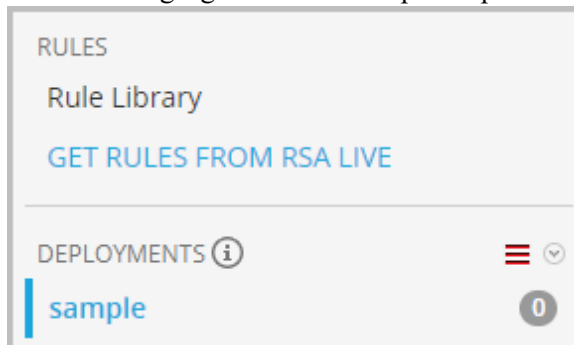 RULES
Rule Library
GET RULES FROM RSA LIVE
DEPLOYMENTS
sample 0